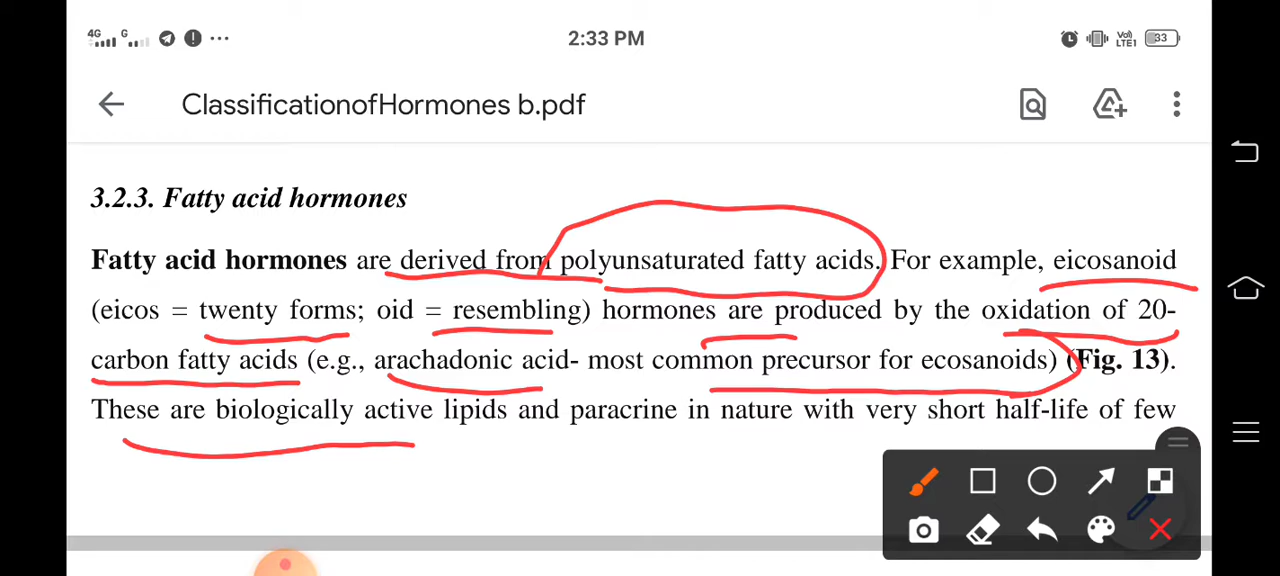 4G G ... 2:33 PM Vo) LTE1 33
ClassificationofHormones b.pdf
3.2.3. Fatty acid hormones
Fatty acid hormones are derived from polyunsaturated fatty acids. For example, eicosanoid
(eicos = twenty forms; oid = resembling) hormones are produced by the oxidation of 20-
carbon fatty acids (e.g., arachadonic acid- most common precursor for ecosanoids) (Fig. 13).
These are biologically active lipids and paracrine in nature with very short half-life of few